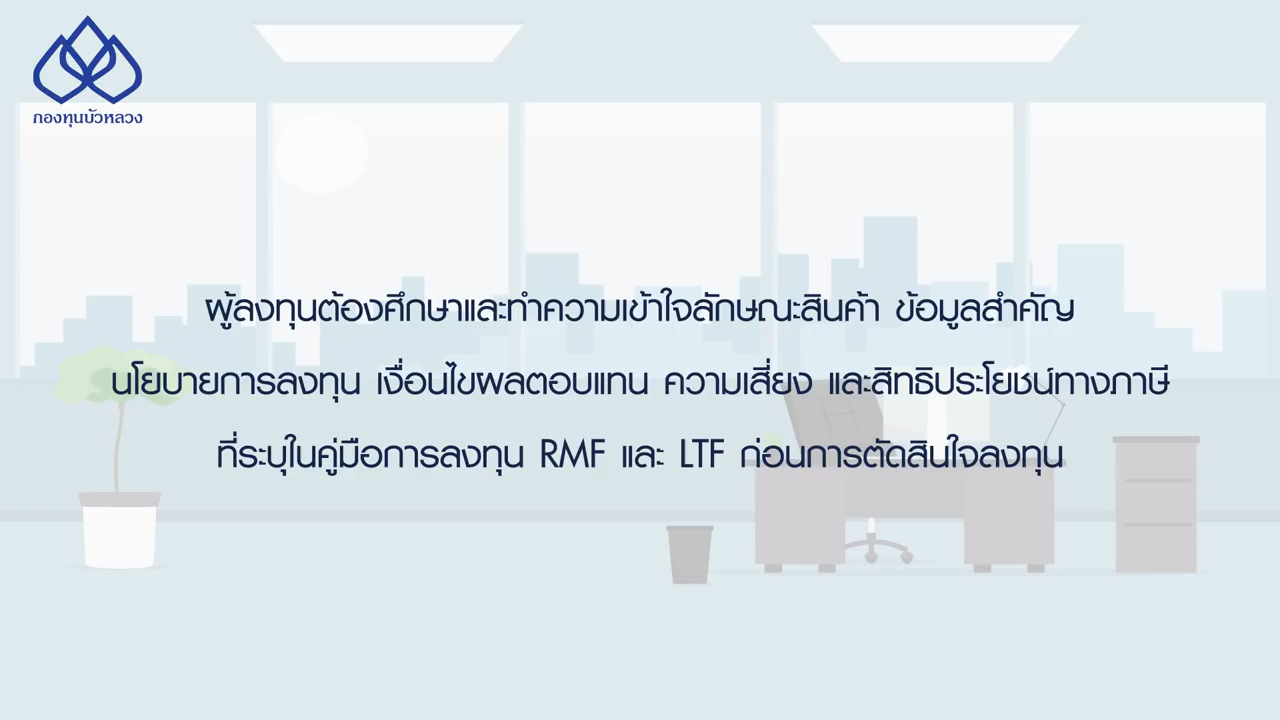 กองทุนบัวหลวง
ผู้ลงทุนต้องศึกษาและทำความเข้าใจลักษณะสินค้า ข้อมูลสำคัญ
นโยบายการลงทุน เงื่อนไขผลตอบแทน ความเสี่ยง และสิทธิประโยชน์ทางภาษี
ที่ระบุในคู่มือการลงทุน RMF และ LTF ก่อนการตัดสินใจลงทุน